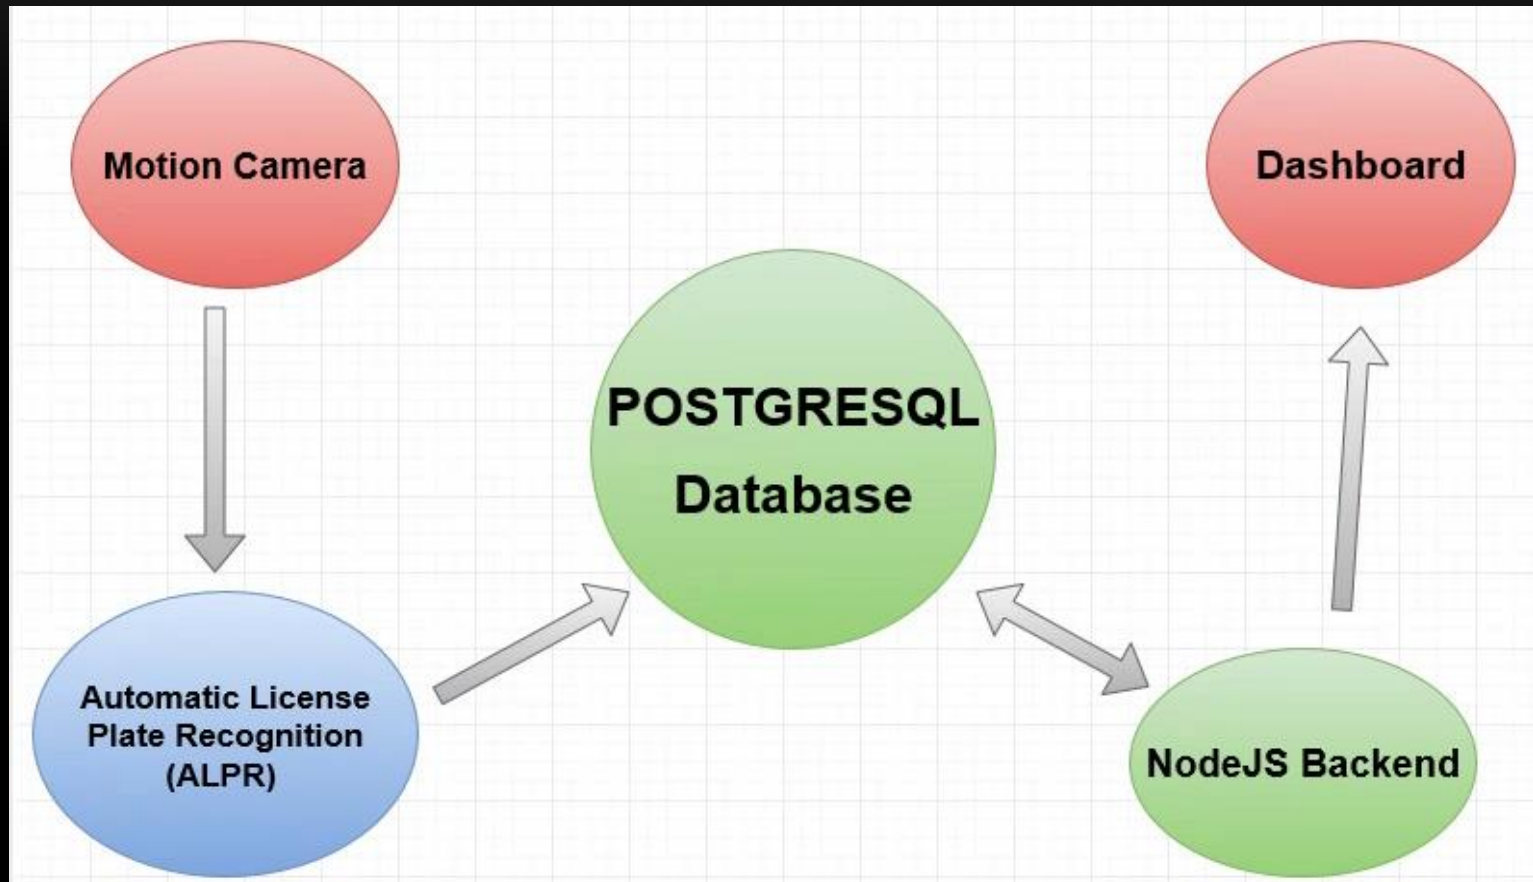 Motion Camera
Dashboard
POSTGRESQL
Database
Automatic License
Plate Recognition
(ALPR)
NodeJS Backend